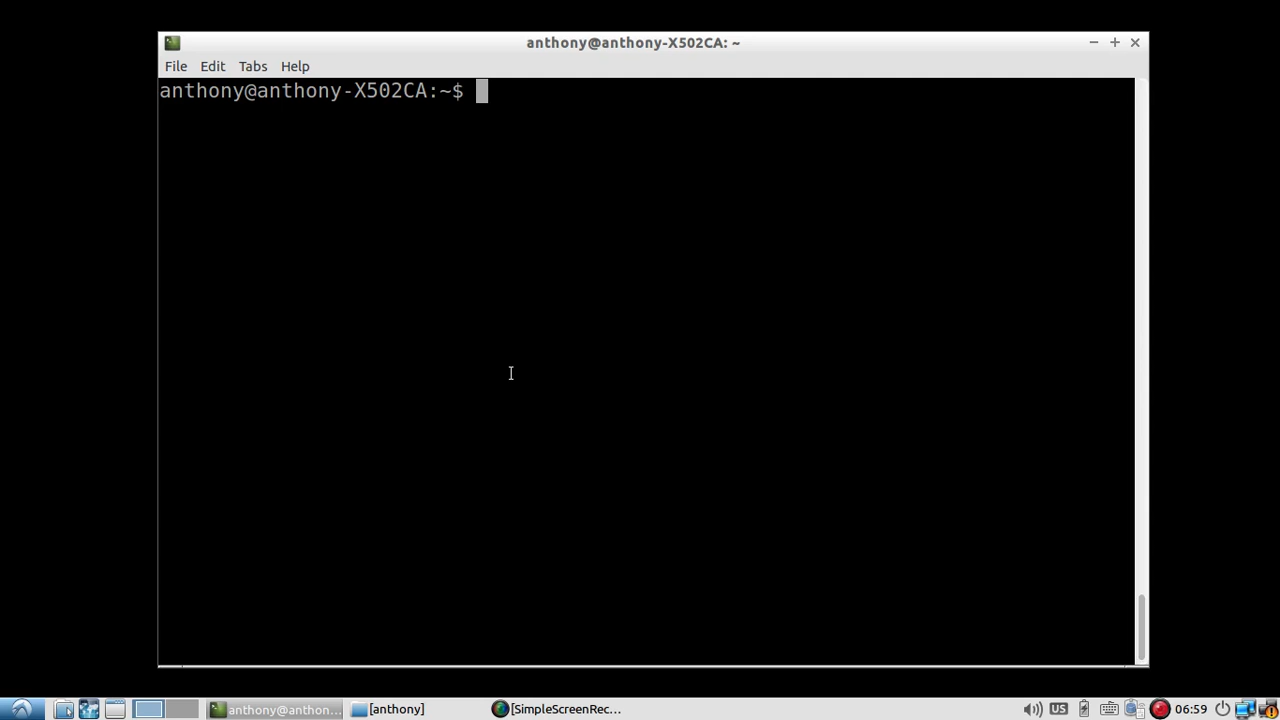 anthony@anthony-X502CA: ~
File Edit Tabs Help
anthony@anthony-X502CA:~$
anthony@anthon... [anthony] [SimpleScreenRec... US 06:59